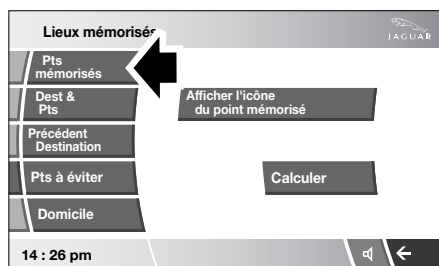 Lieux mémorisés
JAGUAR
Pts
mémorisés
Dest &
Pts
Afficher l'icône
du point mémorisé
Précédent
Destination
Pts à éviter
Calculer
Domicile
14 : 26 pm